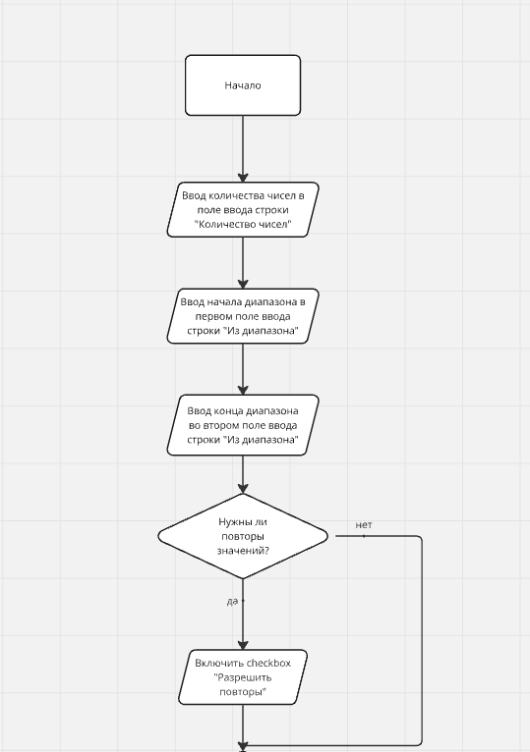 Начало
Ввод количества чисел в
поле ввода строки
"Количество чисел"
Ввод начала диапазона в
первом поле ввода
строки "Из диапазона"
Ввод конца диапазона
во втором поле ввода
строки "Из диапазона"
Нужны ли
повторы
значений?
нет
да
Включить checkbox
"Разрешить
повторы"